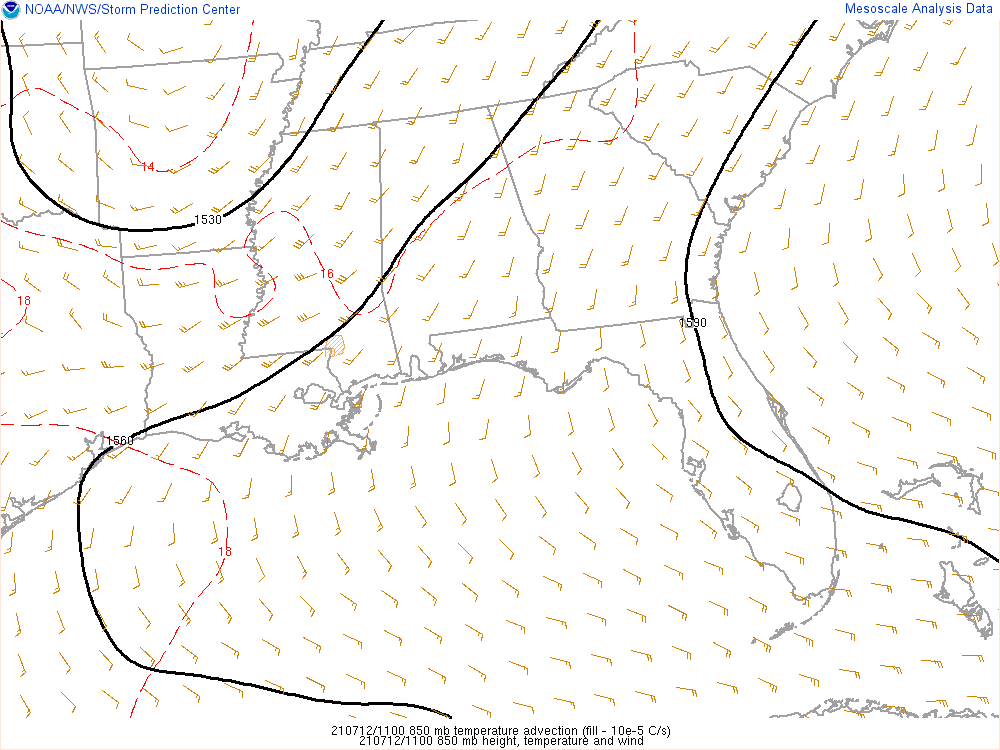 NOAA/NWS/Storm Prediction Center
Mesoscale Analysis Data
14
1530
16
18
1590
1560
18
210712/1100 850 mb temperature advection (fill - 10e-5 C/s)
210712/1100 850 mb height, temperature and wind